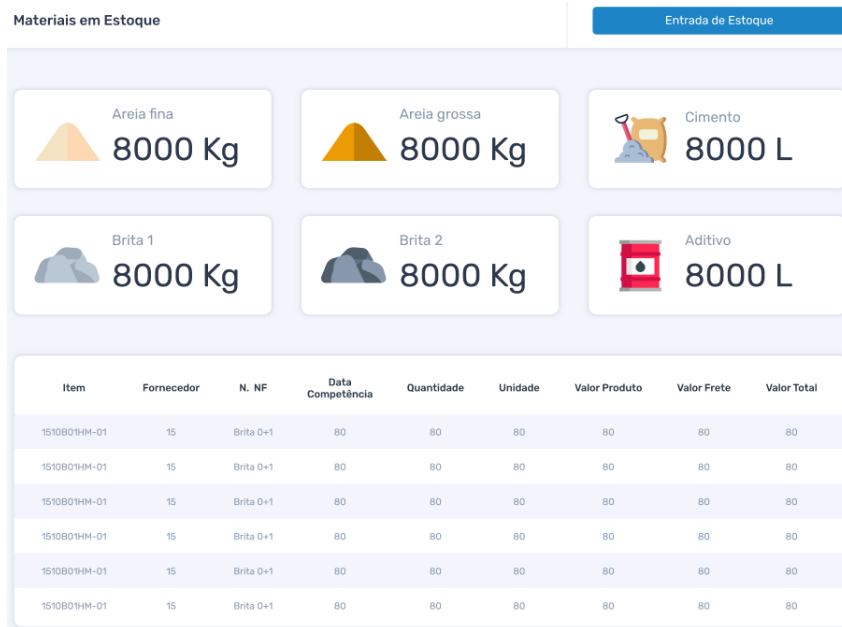 Materiais em Estoque
Entrada de Estoque
Areia fina
8000 Kg
Areia grossa
8000 Kg
Cimento
8000 L
Brita 1
8000 Kg
Brita 2
8000 Kg
Aditivo
8000 L
Item Fornecedor N. NF Data Competência Quantidade Unidade Valor Produto Valor Frete Valor Total
1510B01HM-01 15 Brita 0+1 80 80 80 80 80 80
1510B01HM-01 15 Brita 0+1 80 80 80 80 80 80
1510B01HM-01 15 Brita 0+1 80 80 80 80 80 80
1510B01HM-01 15 Brita 0+1 80 80 80 80 80 80
1510B01HM-01 15 Brita 0+1 80 80 80 80 80 80
1510B01HM-01 15 Brita 0+1 80 80 80 80 80 80